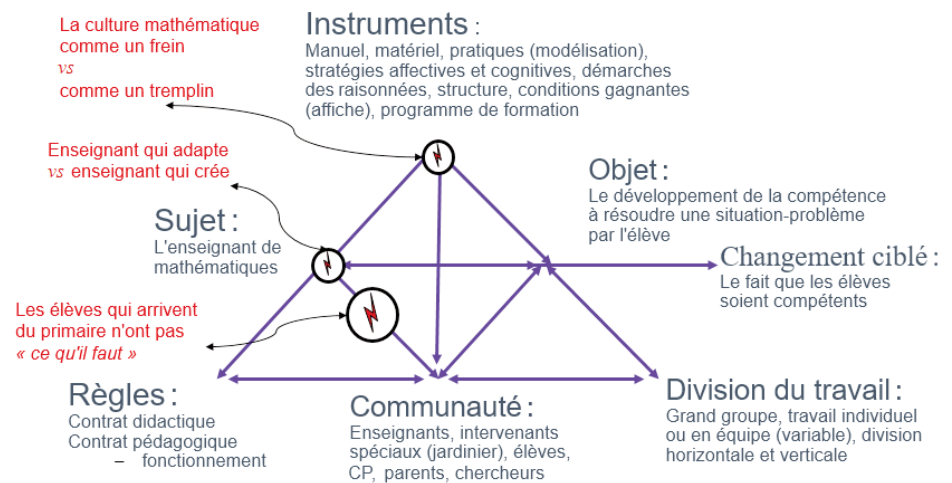 La culture mathématique
comme un frein
vs
comme un tremplin
Instruments :
Manuel, matériel, pratiques (modélisation),
stratégies affectives et cognitives, démarches
des raisonnées, structure, conditions gagnantes
(affiche), programme de formation
Enseignant qui adapte
vs enseignant qui crée
Objet :
Le développement de la compétence
à résoudre une situation-problème
par l'élève
Sujet :
L'enseignant de
mathématiques
Changement ciblé :
Le fait que les élèves
soient compétents
Les élèves qui arrivent
du primaire n'ont pas
« ce qu'il faut »
Règles :
Contrat didactique
Contrat pédagogique
– fonctionnement
Communauté :
Enseignants, intervenants
spéciaux (jardinier), élèves,
CP, parents, chercheurs
Division du travail :
Grand groupe, travail individuel
ou en équipe (variable), division
horizontale et verticale